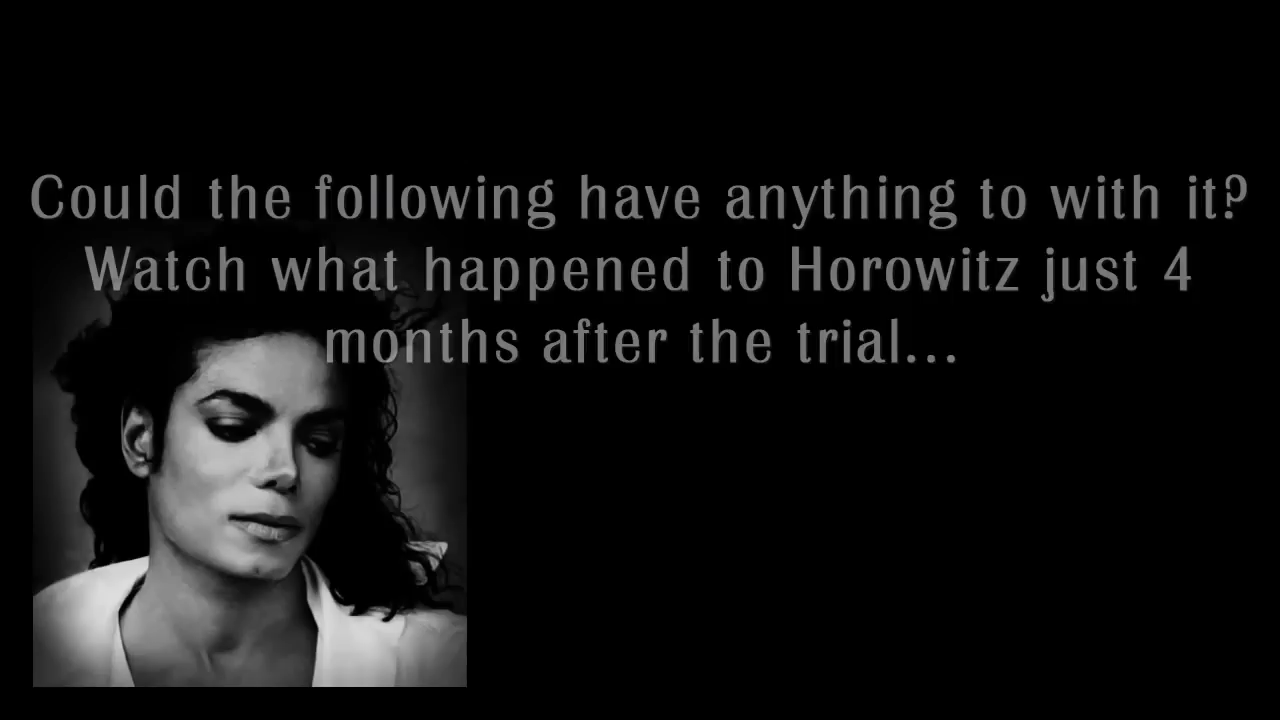 Could the following have anything to with it?
Watch what happened to Horowitz just 4
months after the trial...